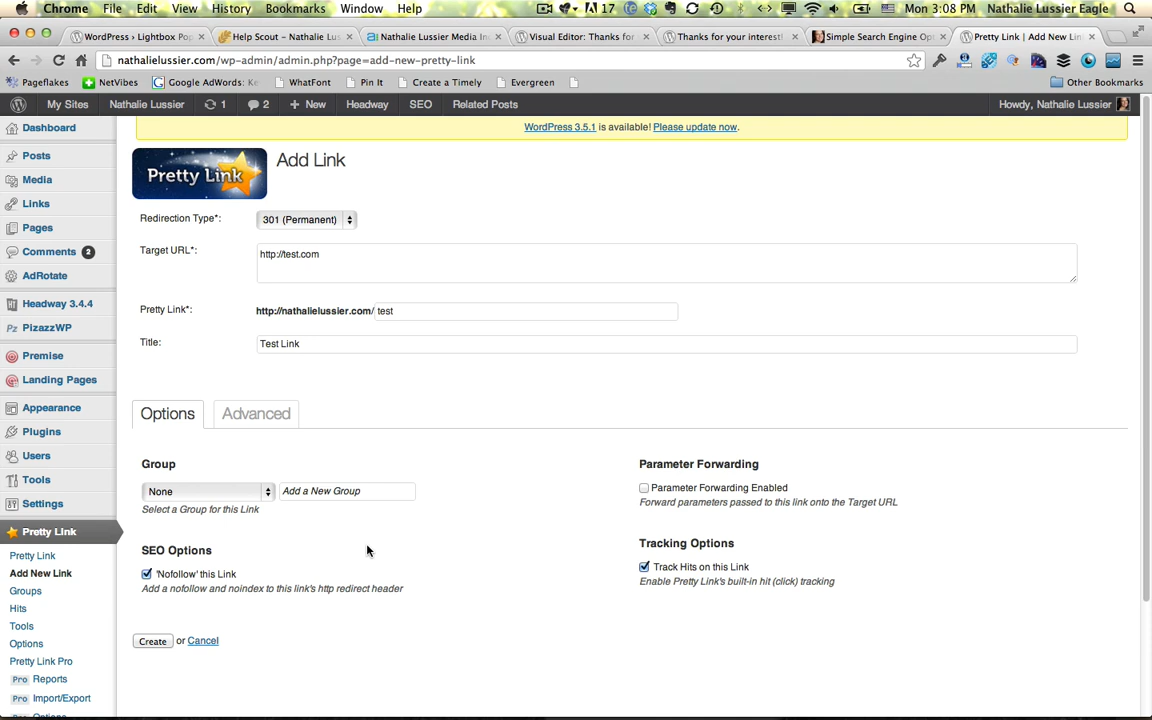 Chrome File Edit View History Bookmarks Window Help 17 Mon 3:08 PM Nathalie Lussier Eagle
WordPress › Lightbox Pop Help Scout – Nathalie Lus Nathalie Lussier Media Inc Visual Editor: Thanks for Thanks for your interest! Simple Search Engine Opt Pretty Link | Add New Link
nathalielussier.com/wp-admin/admin.php?page=add-new-pretty-link
Pageflakes NetVibes Google AdWords: Ke WhatFont Pin It Create a Timely Evergreen Other Bookmarks
My Sites Nathalie Lussier 1 2 + New Headway SEO Related Posts Howdy, Nathalie Lussier
WordPress 3.5.1 is available! Please update now.
Dashboard
Posts
Media
Links
Pages
Comments 2
AdRotate
Headway 3.4.4
Pz PizazzWP
Premise
Landing Pages
Appearance
Plugins
Users
Tools
Settings
Pretty Link
Pretty Link
Add New Link
Groups
Hits
Tools
Options
Pretty Link Pro
Pro Reports
Pro Import/Export
Pro Options
Pretty Link Add Link
Redirection Type*: 301 (Permanent)
Target URL*: http://test.com
Pretty Link*: http://nathalielussier.com/ test
Title: Test Link
Options Advanced
Group
None Add a New Group
Select a Group for this Link
SEO Options
'Nofollow' this Link
Add a nofollow and noindex to this link's http redirect header
Parameter Forwarding
Parameter Forwarding Enabled
Forward parameters passed to this link onto the Target URL
Tracking Options
Track Hits on this Link
Enable Pretty Link's built-in hit (click) tracking
Create or Cancel